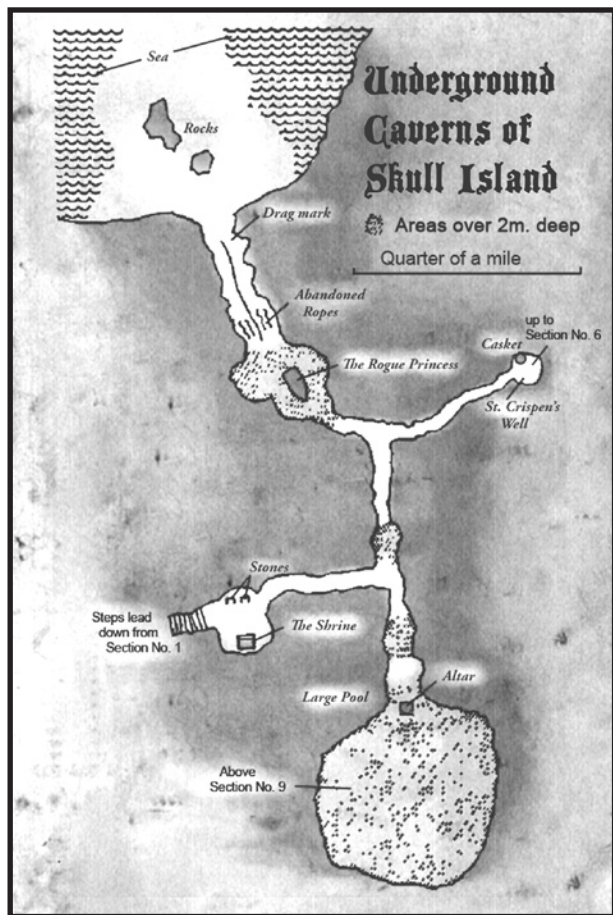 Underground
Caverns of
Skull Island
Areas over 2m. deep
Quarter of a mile
Sea
Rocks
Drag mark
Abandoned
Ropes
The Rogue Princess
up to
Section No. 6
Casket
St. Crispen's
Well
Stones
Steps lead
down from
Section No. 1
The Shrine
Large Pool
Altar
Above
Section No. 9